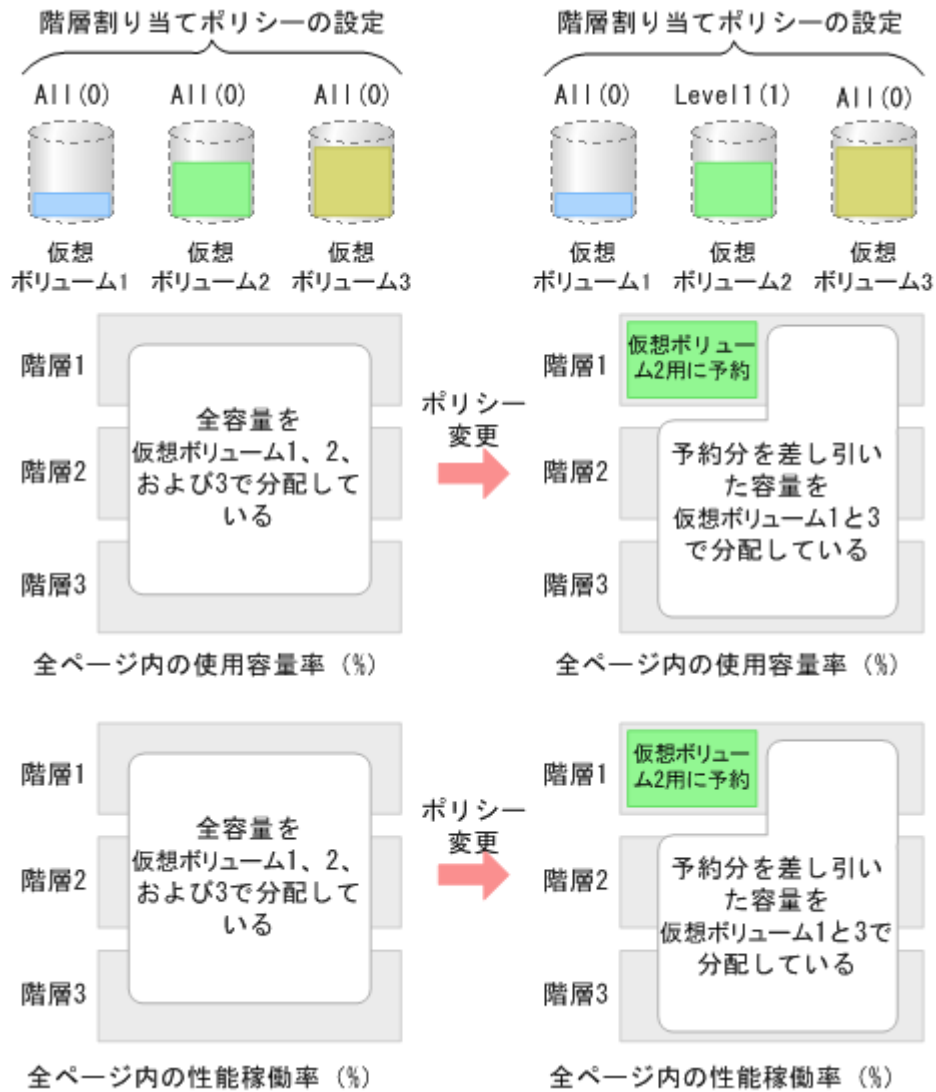 階層割り当てポリシーの設定
All(0)
All(0)
All(0)
仮想
ボリューム1
仮想
ボリューム2
仮想
ボリューム3
階層1
階層2
階層3
全容量を
仮想ボリューム1、2、
および3で分配して
いる
全ページ内の使用容量率 (%)
ポリシー
変更
階層割り当てポリシーの設定
All(0)
Level1(1)
All(0)
仮想
ボリューム1
仮想
ボリューム2
仮想
ボリューム3
階層1
階層2
階層3
仮想ボリュー
ム2用に予約
予約分を差し引い
た容量を
仮想ボリューム1と3
で分配している
全ページ内の使用容量率 (%)
階層1
階層2
階層3
全容量を
仮想ボリューム1、2、
および3で分配して
いる
全ページ内の性能稼働率 (%)
ポリシー
変更
階層1
階層2
階層3
仮想ボリュー
ム2用に予約
予約分を差し引い
た容量を
仮想ボリューム1と3で
分配している
全ページ内の性能稼働率 (%)